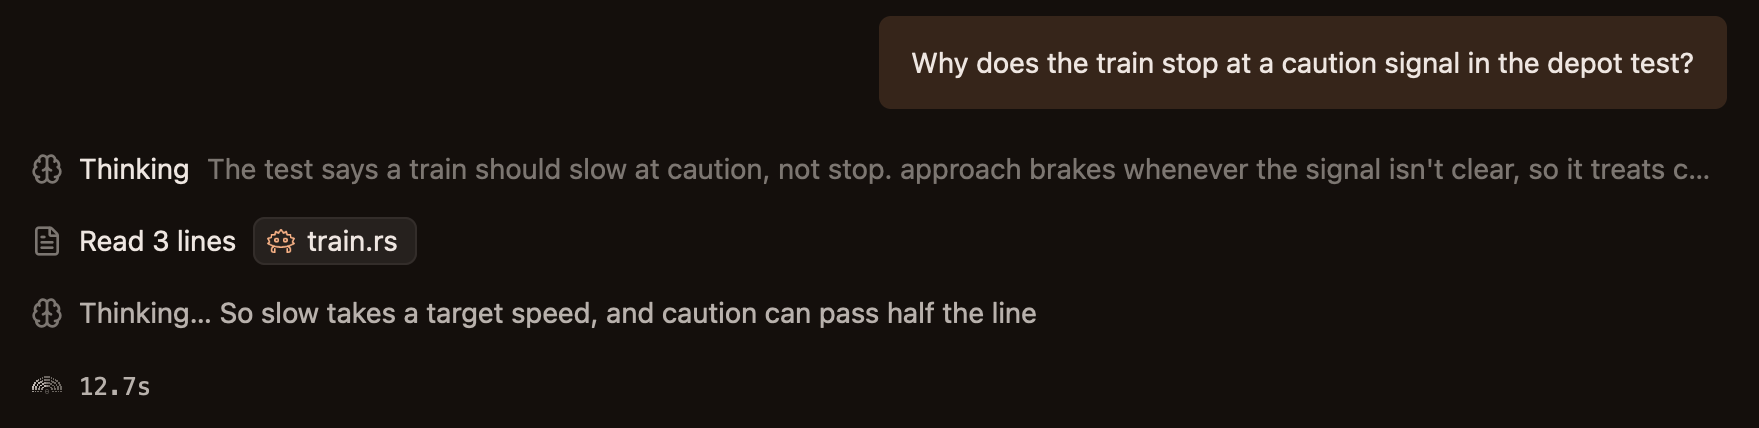 Why does the train stop at a caution signal in the depot test?
Thinking The test says a train should slow at caution, not stop. approach brakes whenever the signal isn't clear, so it treats c...
Read 3 lines train.rs
Thinking... So slow takes a target speed, and caution can pass half the line
12.7s